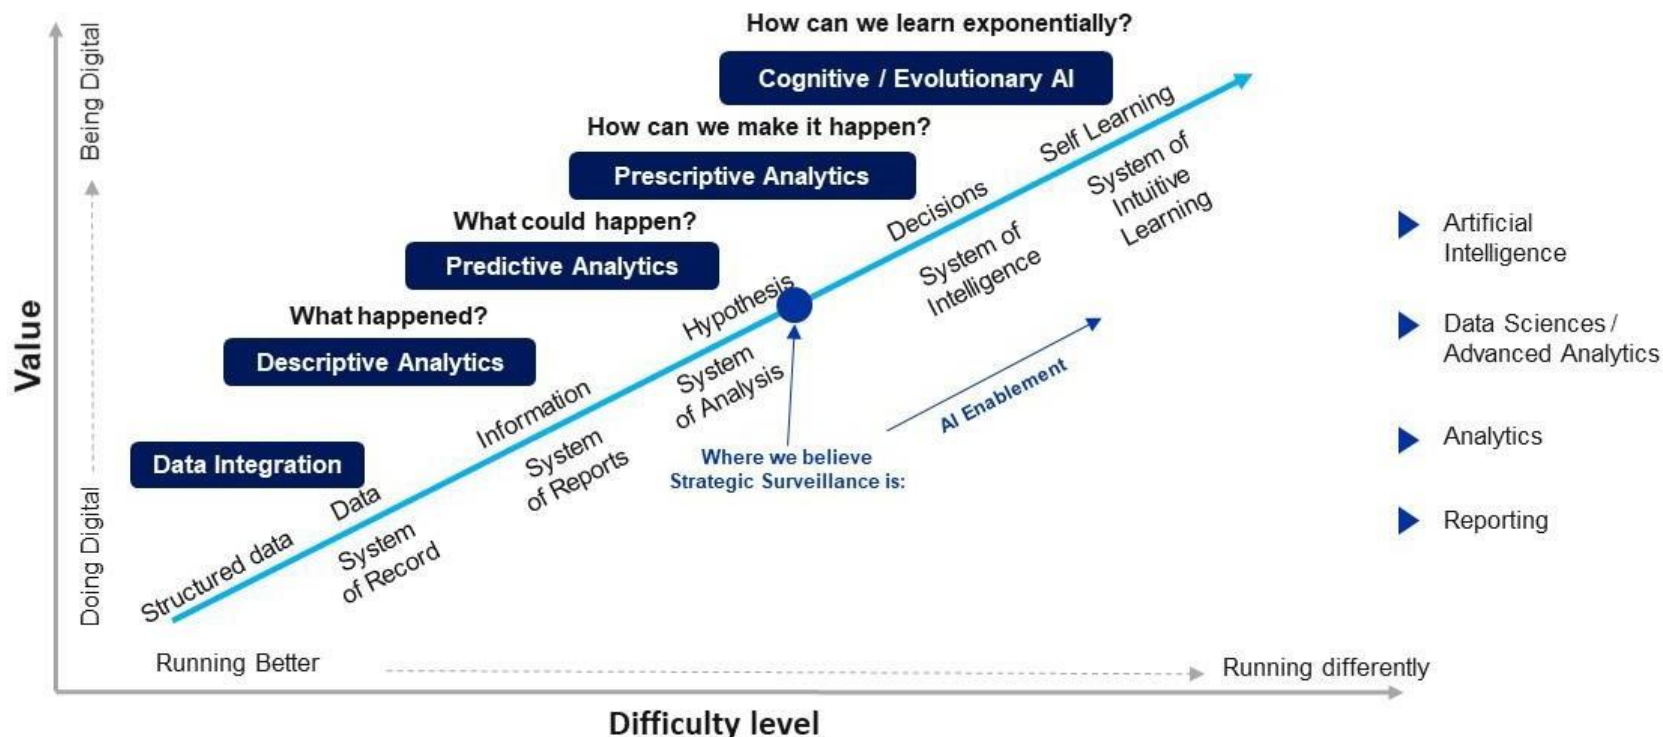 How can we learn exponentially?
Cognitive / Evolutionary AI
How can we make it happen?
Prescriptive Analytics
What could happen?
Predictive Analytics
What happened?
Descriptive Analytics
Data Integration
Being Digital
Doing Digital
Value
Structured data
Data
Information
Hypothesis
Decisions
Self Learning
System
of Record
System
of Reports
System
of Analysis
System of
Intelligence
System of
Intuitive
Learning
Where we believe
Strategic Surveillance is:
AI Enablement
Artificial
Intelligence
Data Sciences /
Advanced Analytics
Analytics
Reporting
Running Better
Running differently
Difficulty level